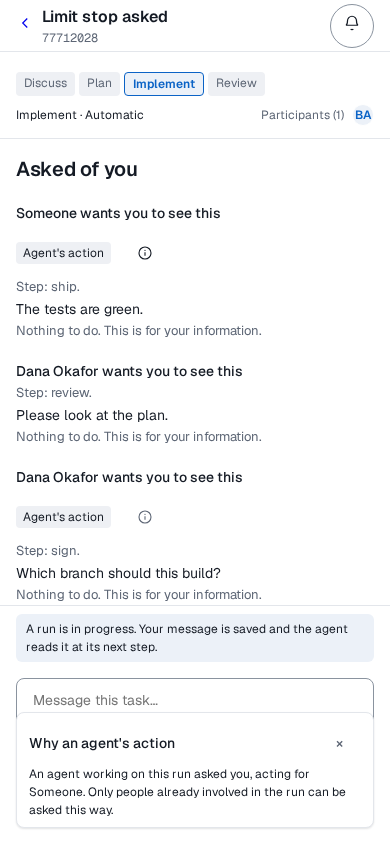 Limit stop asked
77712028
Discuss Plan Implement Review
Implement · Automatic Participants (1) BA
Asked of you
Someone wants you to see this
Agent's action
Step: ship.
The tests are green.
Nothing to do. This is for your information.
Dana Okafor wants you to see this
Step: review.
Please look at the plan.
Nothing to do. This is for your information.
Dana Okafor wants you to see this
Agent's action
Step: sign.
Which branch should this build?
Nothing to do. This is for your information.
A run is in progress. Your message is saved and the agent
reads it at its next step.
Message this task...
Why an agent's action ×
An agent working on this run asked you, acting for
Someone. Only people already involved in the run can be
asked this way.